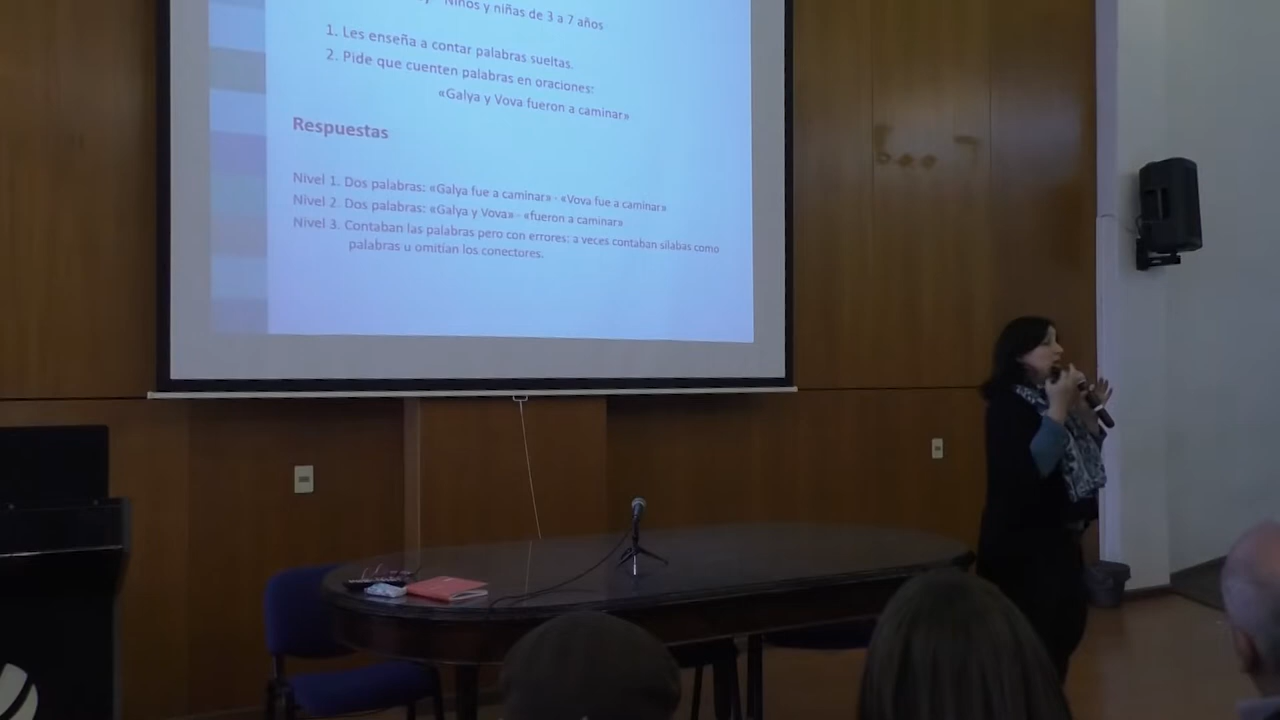 Niños y niñas de 3 a 7 años
1. Les enseña a contar palabras sueltas.
2. Pide que cuenten palabras en oraciones:
«Galya y Vova fueron a caminar»
Respuestas
Nivel 1. Dos palabras: «Galya fue a caminar» - «Vova fue a caminar»
Nivel 2. Dos palabras: «Galya y Vova» - «fueron a caminar»
Nivel 3. Contaban las palabras pero con errores: a veces contaban sílabas como
palabras u omitían los conectores.